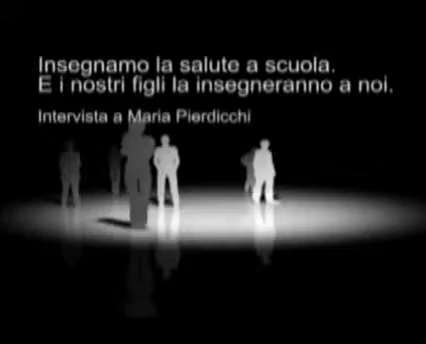 Insegnamo la salute a scuola.
E i nostri figli la insegneranno a noi.
Intervista a Maria Pierdicchi